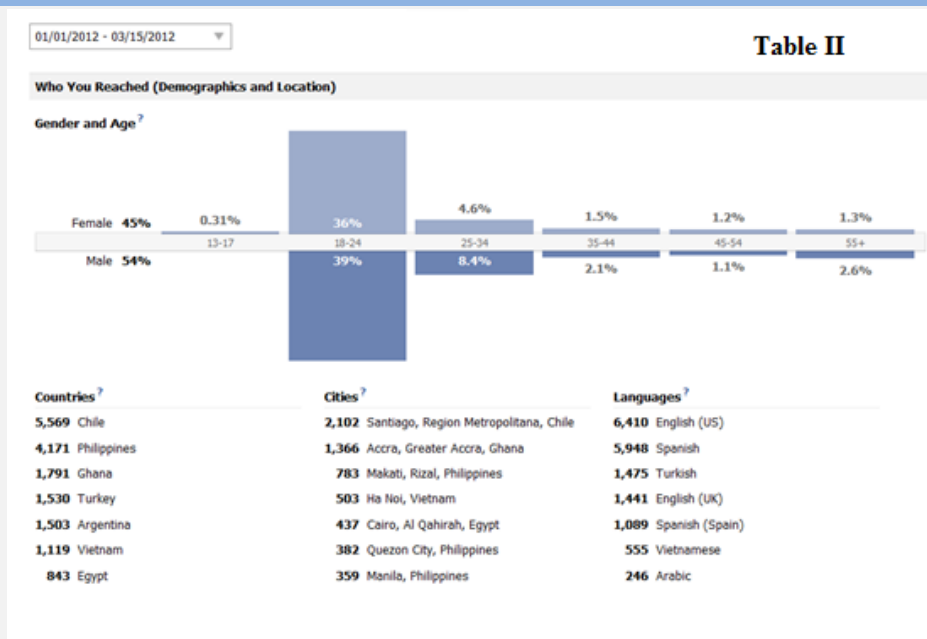 01/01/2012 - 03/15/2012
Table II
Who You Reached (Demographics and Location)
Gender and Age?
Female 45% 0.31% 36% 4.6% 1.5% 1.2% 1.3%
13-17 18-24 25-34 35-44 45-54 55+
Male 54% 39% 8.4% 2.1% 1.1% 2.6%
Countries? Cities? Languages?
5,569 Chile 2,102 Santiago, Region Metropolitana, Chile 6,410 English (US)
4,171 Philippines 1,366 Accra, Greater Accra, Ghana 5,948 Spanish
1,791 Ghana 783 Makati, Rizal, Philippines 1,475 Turkish
1,530 Turkey 503 Ha Noi, Vietnam 1,441 English (UK)
1,503 Argentina 437 Cairo, Al Qahirah, Egypt 1,089 Spanish (Spain)
1,119 Vietnam 382 Quezon City, Philippines 555 Vietnamese
843 Egypt 359 Manila, Philippines 246 Arabic